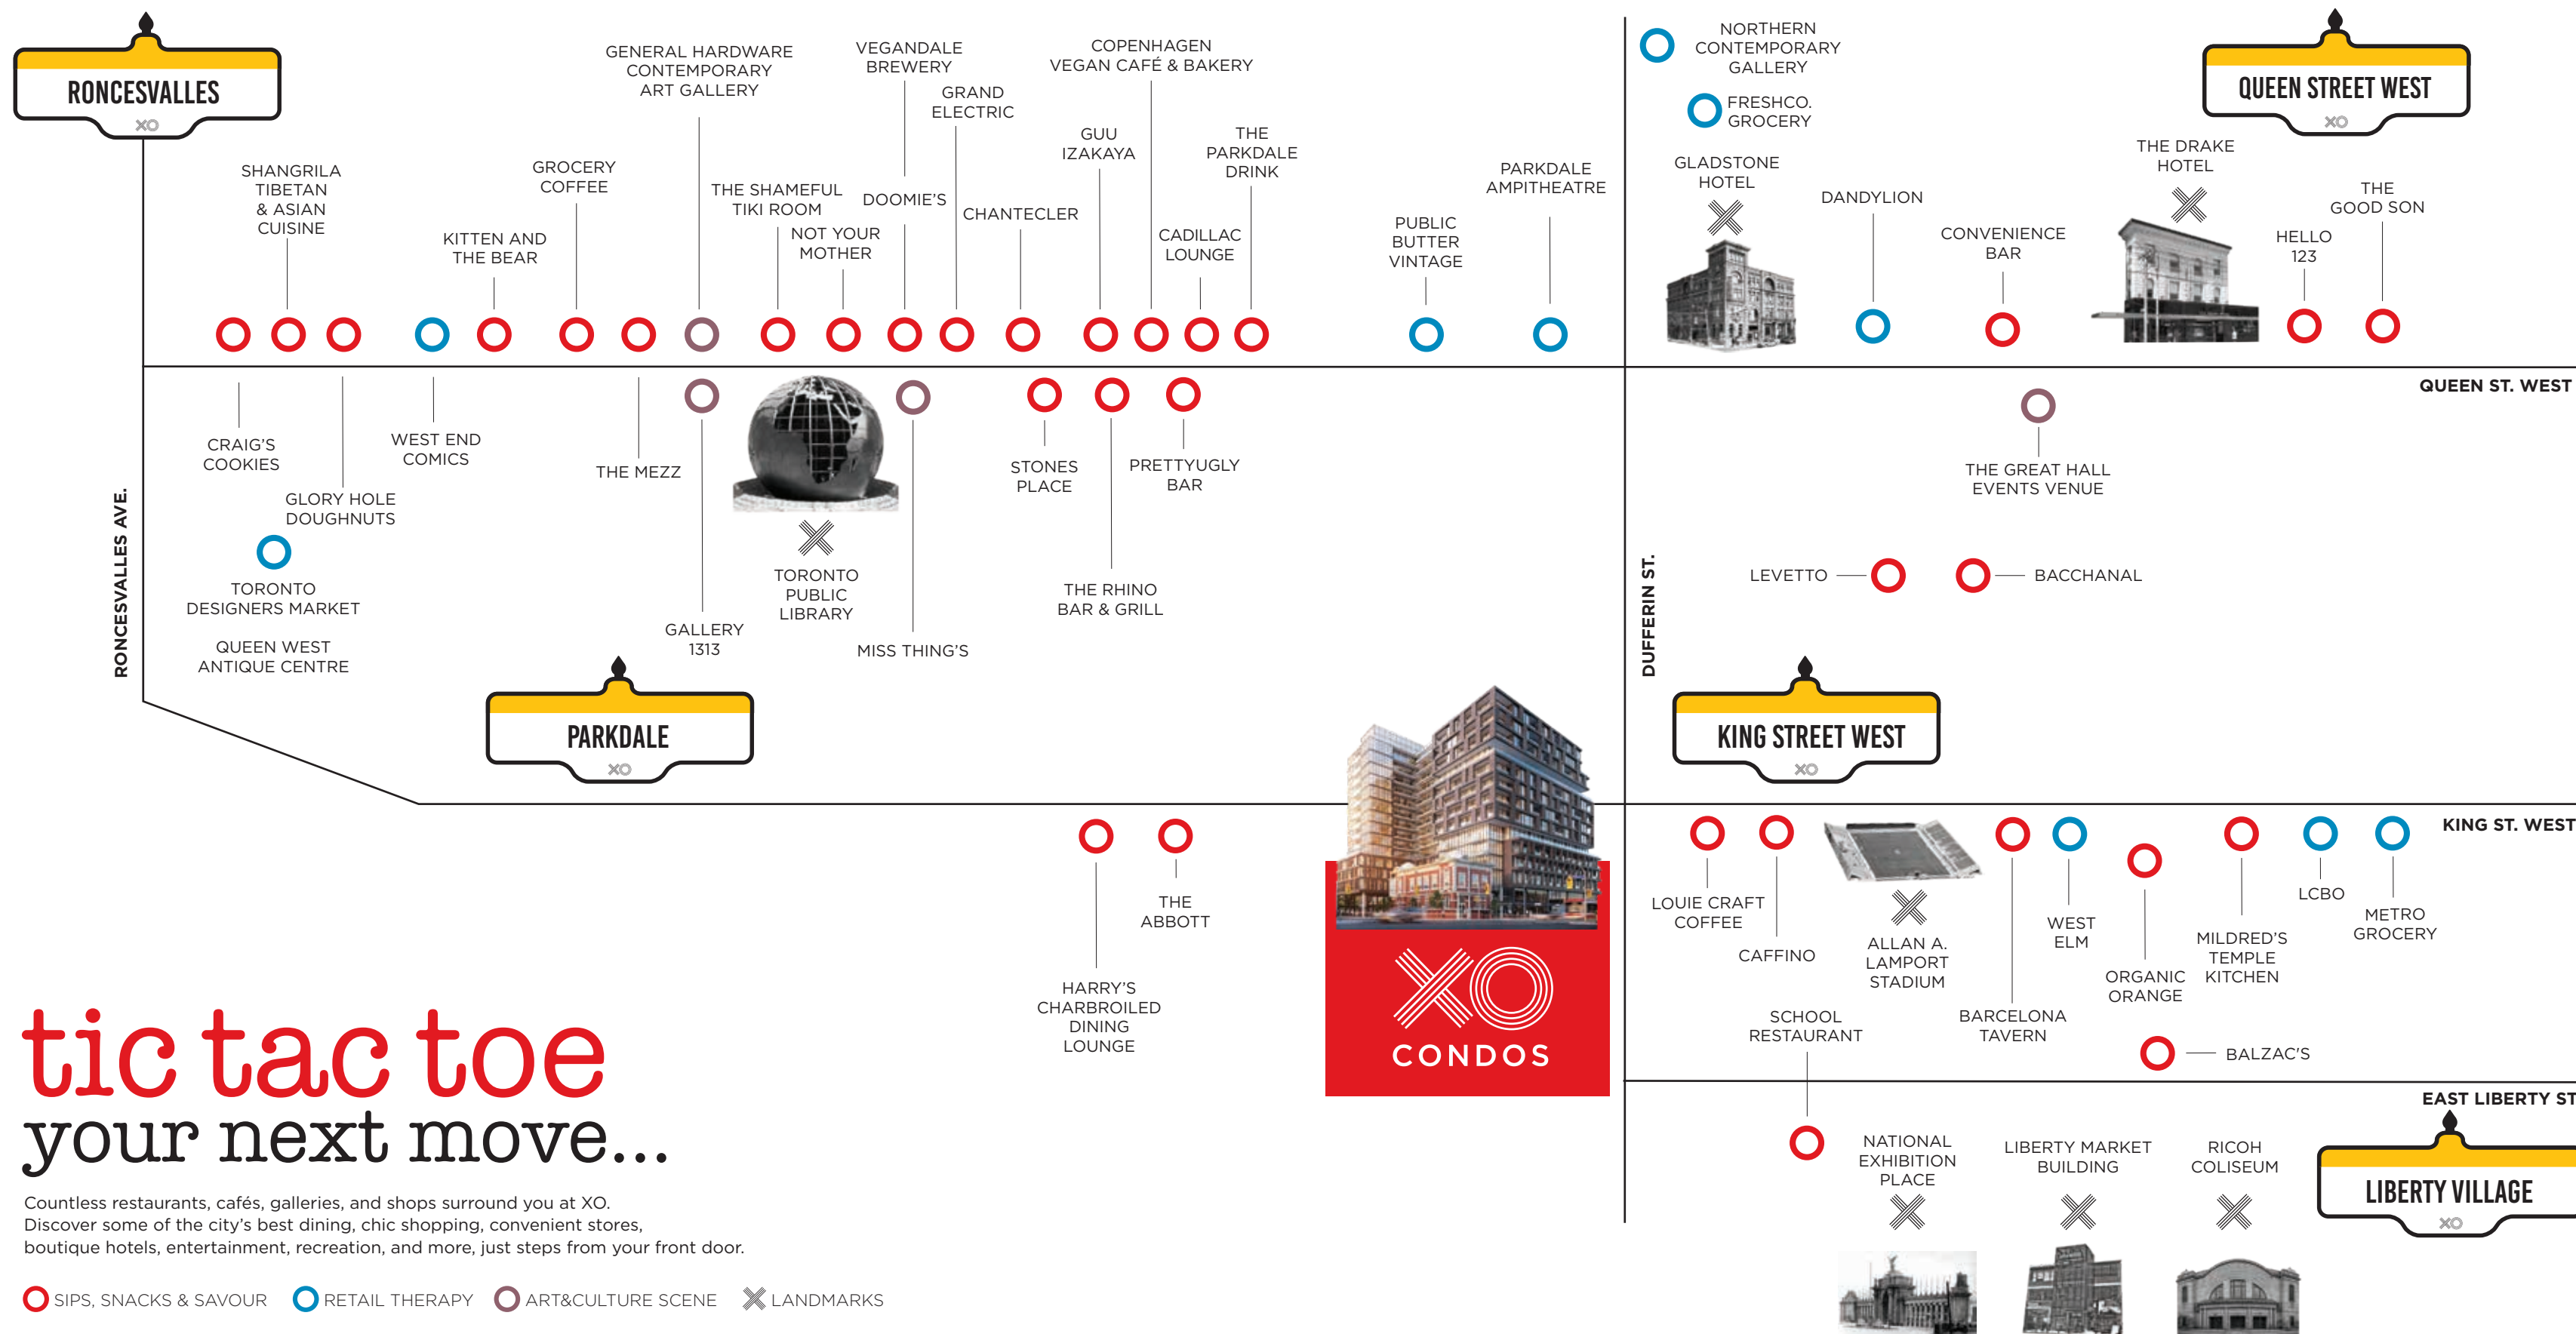 RONCESVALLES
XO
GENERAL HARDWARE
CONTEMPORARY
ART GALLERY
VEGANDALE
BREWERY
GRAND
ELECTRIC
COPENHAGEN
VEGAN CAFÉ & BAKERY
GUU
IZAKAYA
THE
PARKDALE
DRINK
NORTHERN
CONTEMPORARY
GALLERY
FRESHCO.
GROCERY
QUEEN STREET WEST
XO
SHANGRILA
TIBETAN
& ASIAN
CUISINE
KITTEN AND
THE BEAR
GROCERY
COFFEE
THE SHAMEFUL
TIKI ROOM
NOT YOUR
MOTHER
DOOMIE'S
CHANTECLER
CADILLAC
LOUNGE
PUBLIC
BUTTER
VINTAGE
PARKDALE
AMPITHEATRE
GLADSTONE
HOTEL
DANDYLION
CONVENIENCE
BAR
THE DRAKE
HOTEL
HELLO
123
THE
GOOD SON
QUEEN ST. WEST
CRAIG'S
COOKIES
GLORY HOLE
DOUGHNUTS
WEST END
COMICS
THE MEZZ
TORONTO
DESIGNERS MARKET
QUEEN WEST
ANTIQUE CENTRE
GALLERY
1313
TORONTO
PUBLIC
LIBRARY
MISS THING'S
STONES
PLACE
THE RHINO
BAR & GRILL
PRETTYUGLY
BAR
THE GREAT HALL
EVENTS VENUE
LEVETTO
BACCHANAL
RONCESVALLES AVE.
DUFFERIN ST.
PARKDALE
XO
KING STREET WEST
XO
KING ST. WEST
HARRY'S
CHARBROILED
DINING
LOUNGE
THE
ABBOTT
XO
CONDOS
LOUIE CRAFT
COFFEE
CAFFINO
ALLAN A.
LAMPORT
STADIUM
BARCELONA
TAVERN
WEST
ELM
ORGANIC
ORANGE
MILDRED'S
TEMPLE
KITCHEN
LCBO
METRO
GROCERY
SCHOOL
RESTAURANT
BALZAC'S
EAST LIBERTY ST
NATIONAL
EXHIBITION
PLACE
LIBERTY MARKET
BUILDING
RICOH
COLISEUM
LIBERTY VILLAGE
XO
tic tac toe
your next move...
Countless restaurants, cafés, galleries, and shops surround you at XO.
Discover some of the city's best dining, chic shopping, convenient stores,
boutique hotels, entertainment, recreation, and more, just steps from your front door.
SIPS, SNACKS & SAVOUR
RETAIL THERAPY
ART&CULTURE SCENE
LANDMARKS